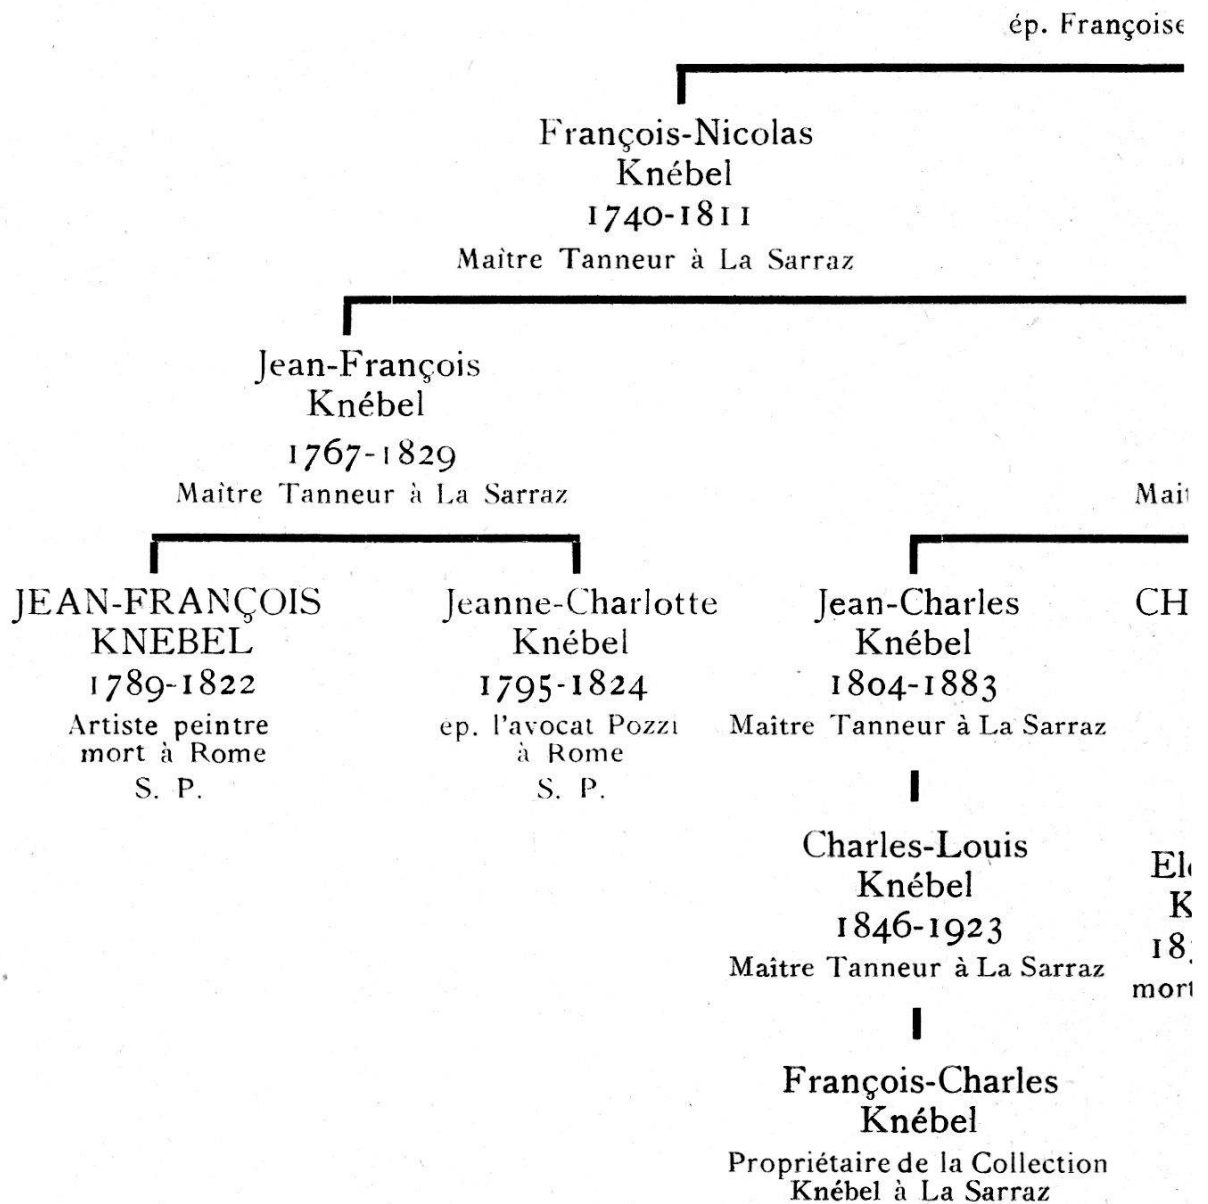 ép. Françoise
François-Nicolas
Knébel
1740-1811
Maître Tanneur à La Sarraz
Jean-François
Knébel
1767-1829
Maître Tanneur à La Sarraz
JEAN-FRANÇOIS
KNEBEL
1789-1822
Artiste peintre
mort à Rome
S. P.
Jeanne-Charlotte
Knébel
1795-1824
ep. l'avocat Pozzi
à Rome
S. P.
Jean-Charles
Knébel
1804-1883
Maître Tanneur à La Sarraz
CH
Charles-Louis
Knébel
1846-1923
Maître Tanneur à La Sarraz
K
mort
François-Charles
Knébel
Propriétaire de la Collection
Knébel à La Sarraz